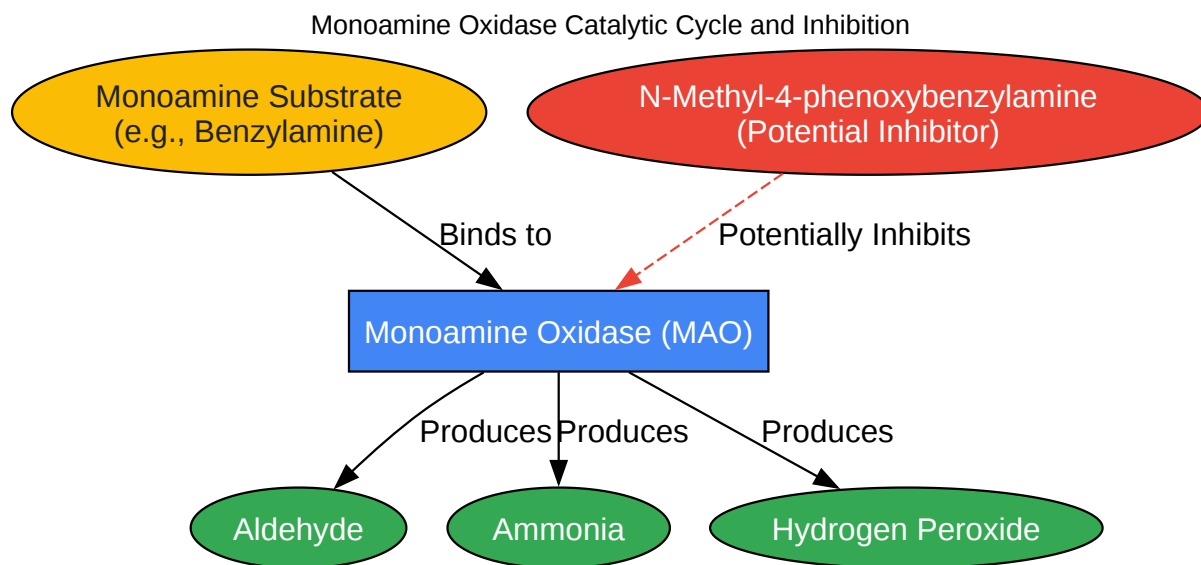 Monoamine Oxidase Catalytic Cycle and Inhibition
Monoamine Substrate
(e.g., Benzylamine)
N-Methyl-4-phenoxybenzylamine
(Potential Inhibitor)
Binds to
Potentially Inhibits
Monoamine Oxidase (MAO)
Produces
Produces
Produces
Aldehyde
Ammonia
Hydrogen Peroxide